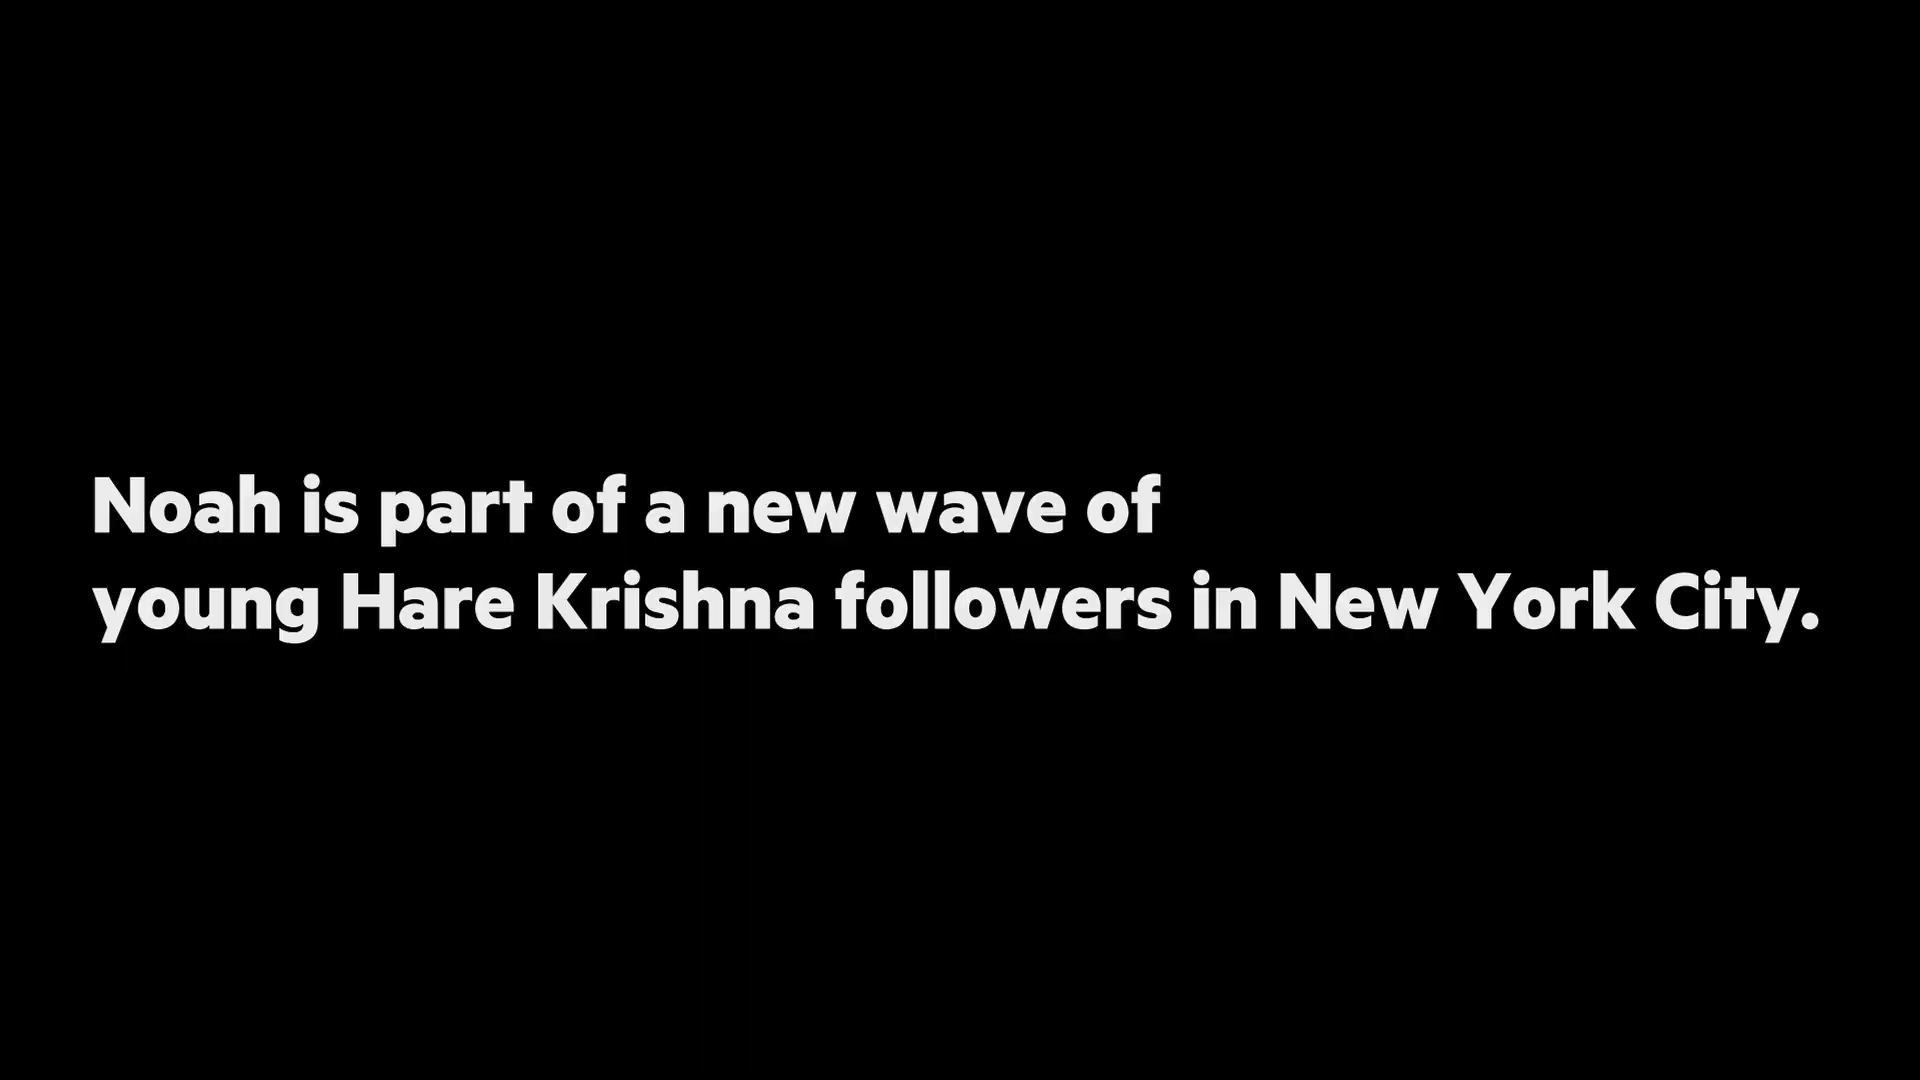 Noah is part of a new wave of
young Hare Krishna followers in New York City.